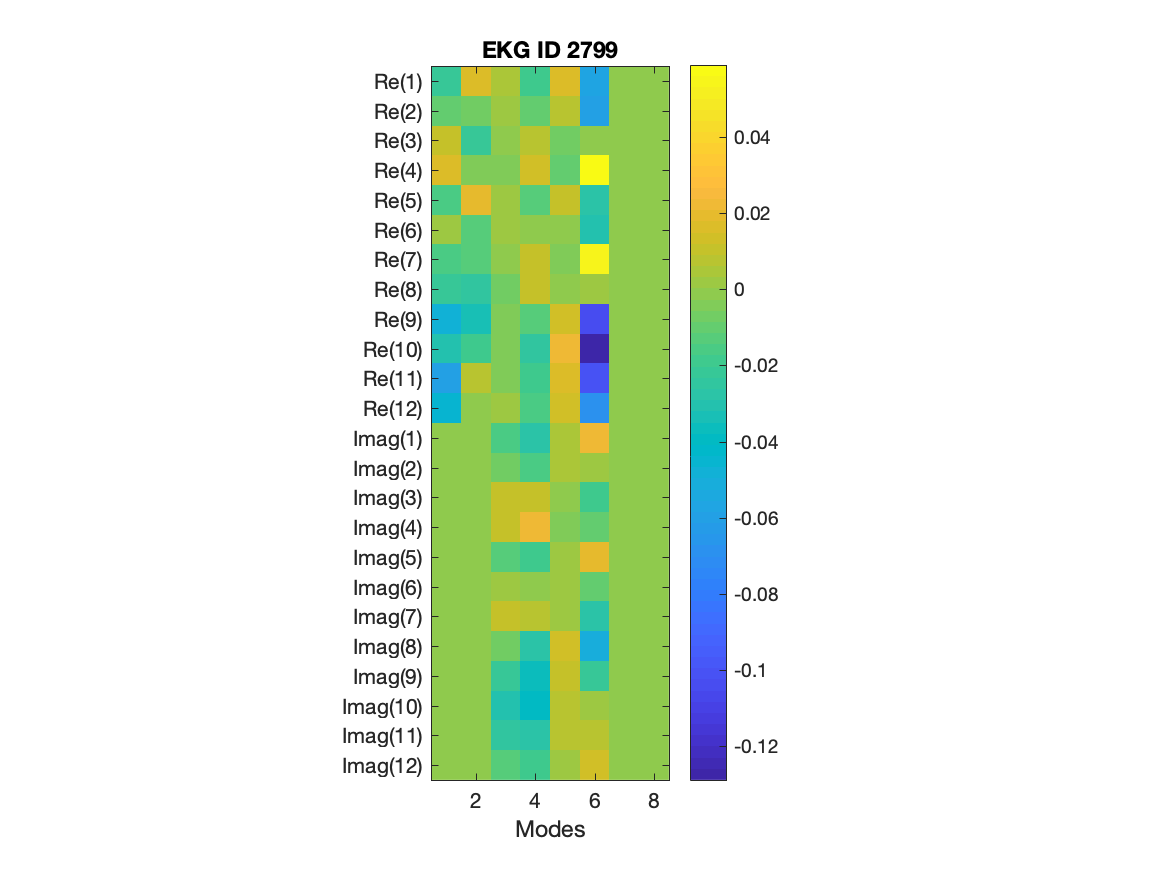 EKG ID 2799
Re(1)
Re(2)
Re(3)
Re(4)
Re(5)
Re(6)
Re(7)
Re(8)
Re(9)
Re(10)
Re(11)
Re(12)
Imag(1)
Imag(2)
Imag(3)
Imag(4)
Imag(5)
Imag(6)
Imag(7)
Imag(8)
Imag(9)
Imag(10)
Imag(11)
Imag(12)
2 4 6 8
Modes
0.04
0.02
0
-0.02
-0.04
-0.06
-0.08
-0.1
-0.12